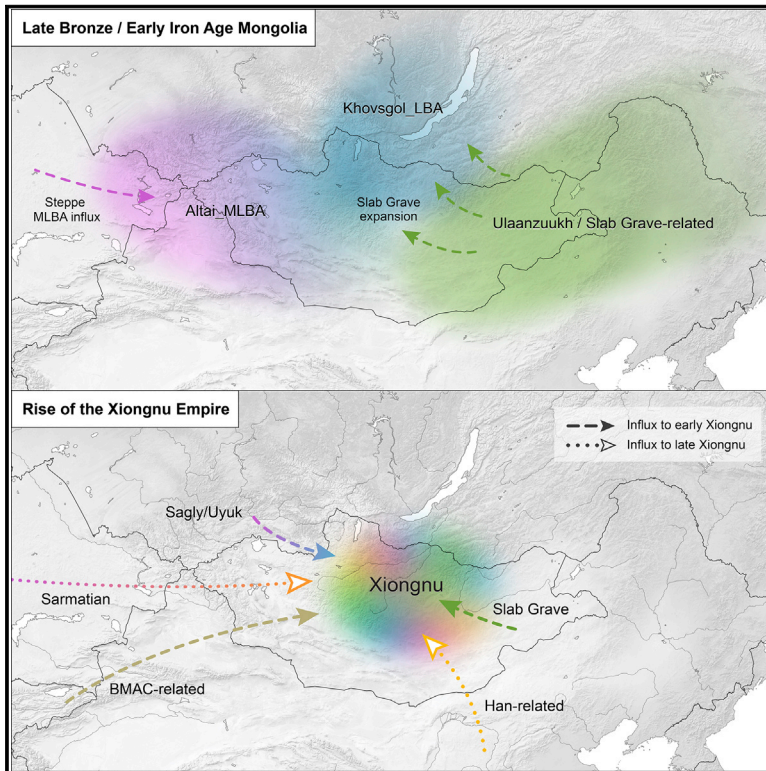 Late Bronze / Early Iron Age Mongolia
Khovsgol_LBA
Steppe
MLBA influx
Altai_MLBA
Slab Grave
expansion
Ulaanzuukh / Slab Grave-related
Rise of the Xiongnu Empire
Influx to early Xiongnu
Influx to late Xiongnu
Sagly/Uyuk
Xiongnu
Sarmatian
Slab Grave
BMAC-related
Han-related